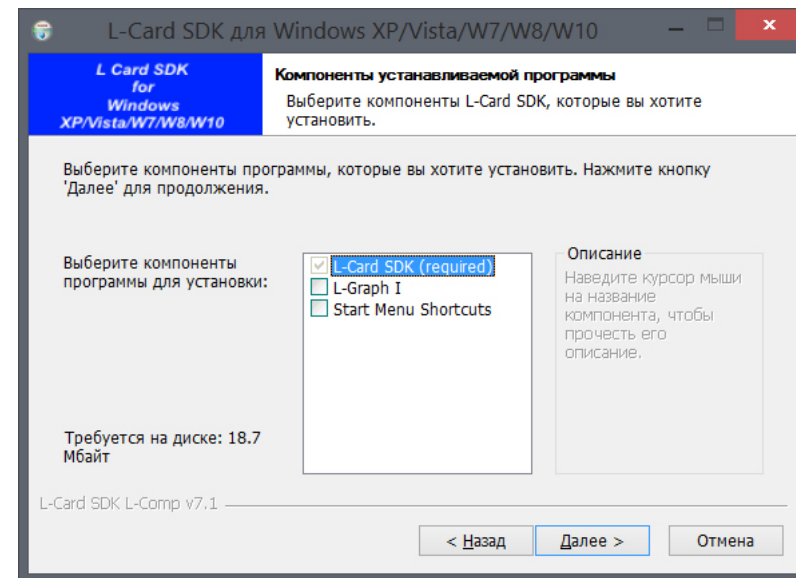 L-Card SDK для Windows XP/Vista/W7/W8/W10
L Card SDK
for
Windows
XP/Vista/W7/W8/W10
Компоненты устанавливаемой программы
Выберите компоненты L-Card SDK, которые вы хотите
установить.
Выберите компоненты программы, которые вы хотите установить. Нажмите кнопку
'Далее' для продолжения.
Выберите компоненты
программы для установки:
L-Card SDK (required)
L-Graph I
Start Menu Shortcuts
Описание
Наведите курсор мыши
на название
компонента, чтобы
прочесть его
описание.
Требуется на диске: 18.7
Мбайт
L-Card SDK L-Comp v7.1
< Назад
Далее >
Отмена